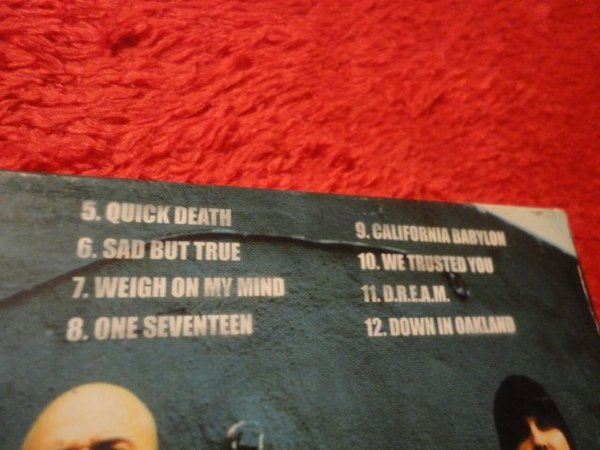 5. QUICK DEATH
6. SAD BUT TRUE
7. WEIGH ON MY MIND
8. ONE SEVENTEEN
9. CALIFORNIA BABYLON
10. WE TRUSTED YOU
11. D.R.E.A.M.
12. DOWN IN OAKLAND